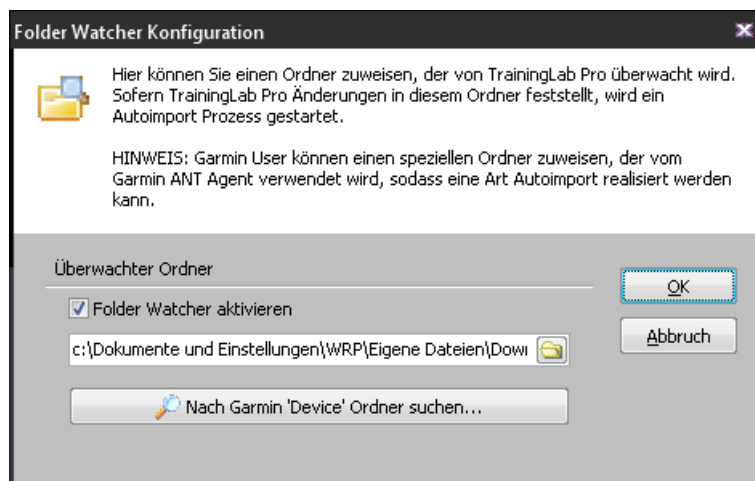 Folder Watcher Konfiguration
Hier können Sie einen Ordner zuweisen, der von TrainingLab Pro überwacht wird.
Sofern TrainingLab Pro Änderungen in diesem Ordner feststellt, wird ein
Autoimport Prozess gestartet.
HINWEIS: Garmin User können einen speziellen Ordner zuweisen, der vom
Garmin ANT Agent verwendet wird, sodass eine Art Autoimport realisiert werden
kann.
Überwachter Ordner
OK
Folder Watcher aktivieren
Abbruch
c:\Dokumente und Einstellungen\WRP\Eigene Dateien\Down
Nach Garmin 'Device' Ordner suchen...